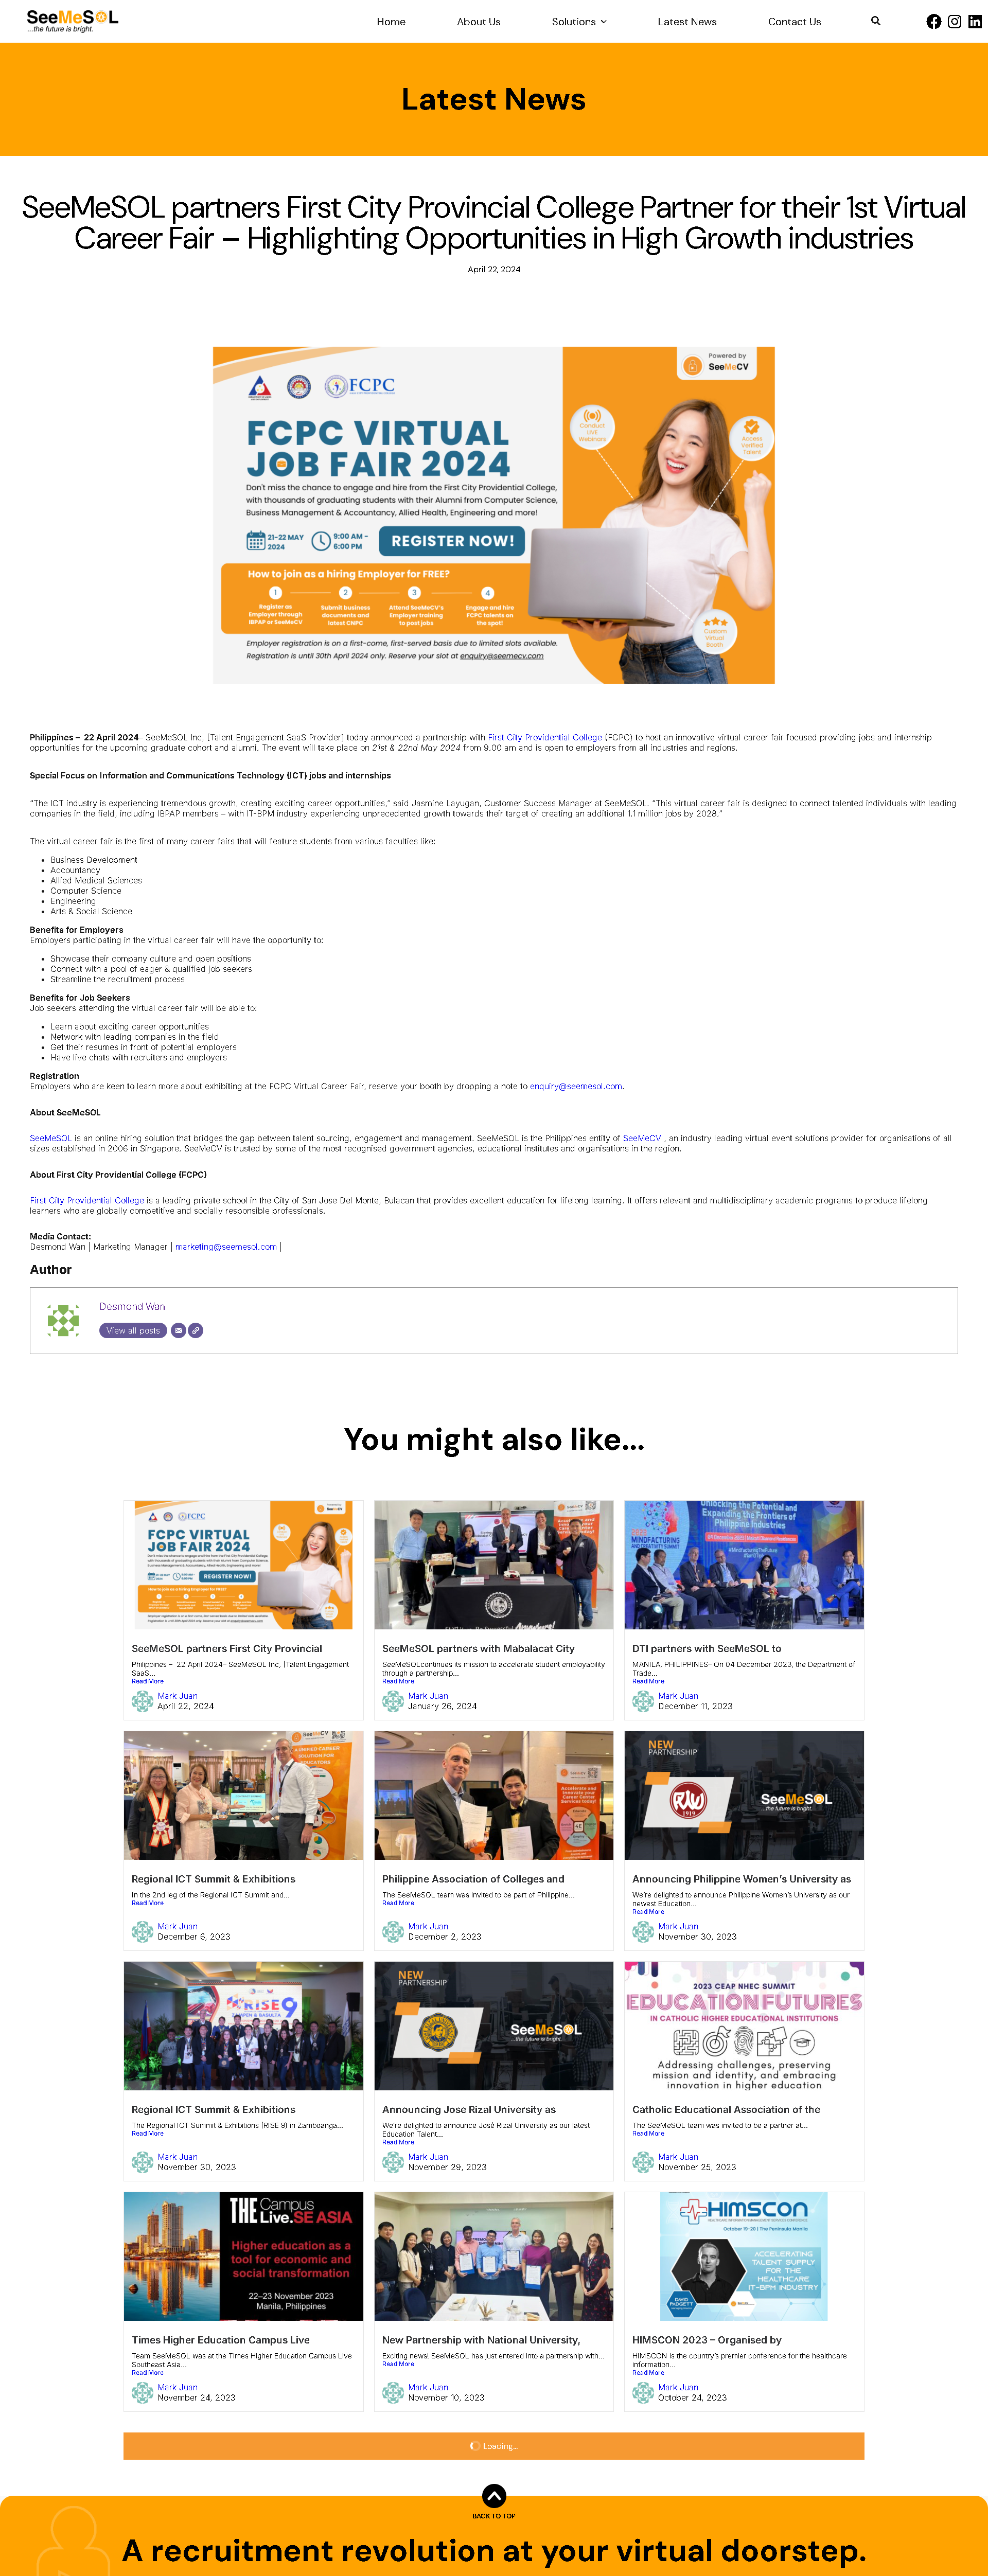 SeeMeSOL
...the future is bright.
Home
About Us
Solutions
Latest News
Contact Us
Latest News
SeeMeSOL partners First City Provincial College Partner for their 1st Virtual
Career Fair – Highlighting Opportunities in High Growth industries
April 22, 2024
FCPC
Powered by
SeeMeCV
FCPC VIRTUAL
JOB FAIR 2024
Don't miss the chance to engage and hire from the First City Providential College,
with thousands of graduating students with their Alumni from Computer Science,
Business Management & Accountancy, Allied Health, Engineering and more!
21-22 MAY
2024
9:00 AM -
6:00 PM
REGISTER NOW!
Conduct
LIVE
Webinars
Access
Verified
Talent
Custom
Virtual
Booth
How to join as a hiring Employer for FREE?
1
2
3
4
Register as
Employer through
IBPAP or SeeMeCV
Submit business
documents and
latest CNPC
Attend SeeMeCV's
Employer training
to post jobs
Engage and hire
FCPC talents on
the spot!
Employer registration is on a first-come, first-served basis due to limited slots available.
Registration is until 30th April 2024 only. Reserve your slot at enquiry@seemecv.com
Philippines – 22 April 2024– SeeMeSOL Inc, [Talent Engagement SaaS Provider] today announced a partnership with First City Providential College (FCPC) to host an innovative virtual career fair focused providing jobs and internship
opportunities for the upcoming graduate cohort and alumni. The event will take place on 21st & 22nd May 2024 from 9.00 am and is open to employers from all industries and regions.
Special Focus on Information and Communications Technology (ICT) jobs and internships
“The ICT industry is experiencing tremendous growth, creating exciting career opportunities,” said Jasmine Layugan, Customer Success Manager at SeeMeSOL. “This virtual career fair is designed to connect talented individuals with leading
companies in the field, including IBPAP members – with IT-BPM industry experiencing unprecedented growth towards their target of creating an additional 1.1 million jobs by 2028.”
The virtual career fair is the first of many career fairs that will feature students from various faculties like:
• Business Development
• Accountancy
• Allied Medical Sciences
• Computer Science
• Engineering
• Arts & Social Science
Benefits for Employers
Employers participating in the virtual career fair will have the opportunity to:
• Showcase their company culture and open positions
• Connect with a pool of eager & qualified job seekers
• Streamline the recruitment process
Benefits for Job Seekers
Job seekers attending the virtual career fair will be able to:
• Learn about exciting career opportunities
• Network with leading companies in the field
• Get their resumes in front of potential employers
• Have live chats with recruiters and employers
Registration
Employers who are keen to learn more about exhibiting at the FCPC Virtual Career Fair, reserve your booth by dropping a note to enquiry@seemesol.com.
About SeeMeSOL
SeeMeSOL is an online hiring solution that bridges the gap between talent sourcing, engagement and management. SeeMeSOL is the Philippines entity of SeeMeCV , an industry leading virtual event solutions provider for organisations of all
sizes established in 2006 in Singapore. SeeMeCV is trusted by some of the most recognised government agencies, educational institutes and organisations in the region.
About First City Providential College (FCPC)
First City Providential College is a leading private school in the City of San Jose Del Monte, Bulacan that provides excellent education for lifelong learning. It offers relevant and multidisciplinary academic programs to produce lifelong
learners who are globally competitive and socially responsible professionals.
Media Contact:
Desmond Wan | Marketing Manager | marketing@seemesol.com |
Author
Desmond Wan
View all posts
You might also like...
FCPC VIRTUAL
JOB FAIR 2024
REGISTER NOW!
Unlocking the Potential and
Expanding the Frontiers of
Philippine Industries
SeeMeSOL partners First City Provincial
Philippines – 22 April 2024– SeeMeSOL Inc, [Talent Engagement
SaaS...
Read More
Mark Juan
April 22, 2024
SeeMeSOL partners with Mabalacat City
SeeMeSOLcontinues its mission to accelerate student employability
through a partnership...
Read More
Mark Juan
January 26, 2024
DTI partners with SeeMeSOL to
MANILA, PHILIPPINES– On 04 December 2023, the Department of
Trade...
Read More
Mark Juan
December 11, 2023
NEW
PARTNERSHIP
1919
SeeMeSOL
...the future is bright.
Regional ICT Summit & Exhibitions
In the 2nd leg of the Regional ICT Summit and...
Read More
Mark Juan
December 6, 2023
Philippine Association of Colleges and
The SeeMeSOL team was invited to be part of Philippine...
Read More
Mark Juan
December 2, 2023
Announcing Philippine Women’s University as
We’re delighted to announce Philippine Women’s University as our
newest Education...
Read More
Mark Juan
November 30, 2023
RISE 9
NEW
PARTNERSHIP
SeeMeSOL
...the future is bright.
2023 CEAP NHEC SUMMIT
EDUCATION FUTURES
IN CATHOLIC HIGHER EDUCATIONAL INSTITUTIONS
Addressing challenges, preserving
mission and identity, and embracing
innovation in higher education
Regional ICT Summit & Exhibitions
The Regional ICT Summit & Exhibitions (RISE 9) in Zamboanga...
Read More
Mark Juan
November 30, 2023
Announcing Jose Rizal University as
We’re delighted to announce José Rizal University as our latest
Education Talent...
Read More
Mark Juan
November 29, 2023
Catholic Educational Association of the
The SeeMeSOL team was invited to be a partner at...
Read More
Mark Juan
November 25, 2023
THE Campus
Live.SE ASIA
Higher education as a
tool for economic and
social transformation
22–23 November 2023
Manila, Philippines
HIMSCON
October 18-20 | The Peninsula Manila
ACCELERATING
TALENT SUPPLY
FOR THE
HEALTHCARE
IT-BPM INDUSTRY
Times Higher Education Campus Live
Team SeeMeSOL was at the Times Higher Education Campus Live
Southeast Asia...
Read More
Mark Juan
November 24, 2023
New Partnership with National University,
Exciting news! SeeMeSOL has just entered into a partnership with...
Read More
Mark Juan
November 10, 2023
HIMSCON 2023 – Organised by
HIMSCON is the country’s premier conference for the healthcare
information...
Read More
Mark Juan
October 24, 2023
Loading...
BACK TO TOP
A recruitment revolution at your virtual doorstep.